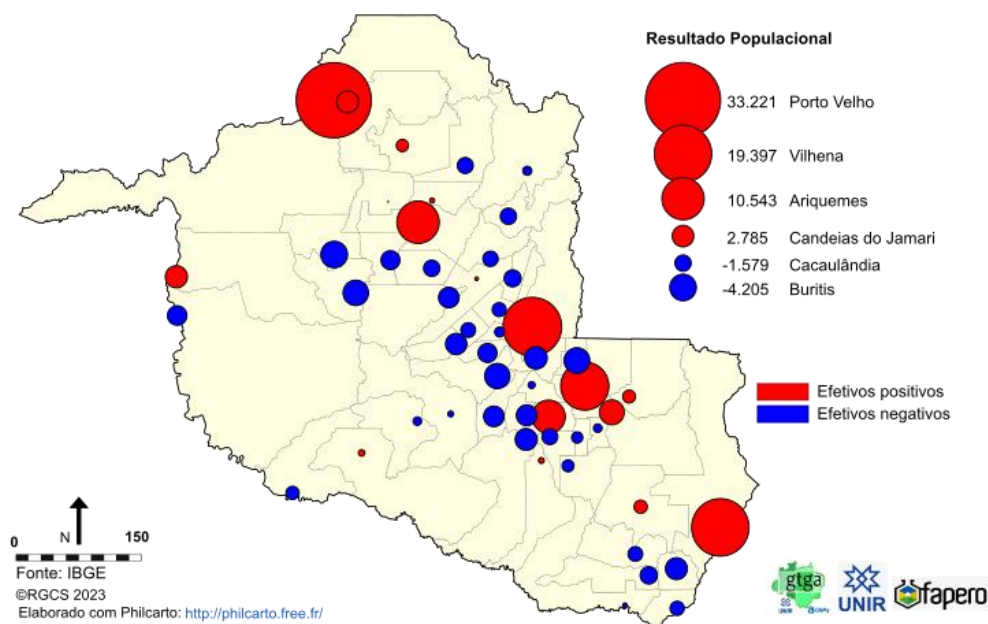 Resultado Populacional
33.221 Porto Velho
19.397 Vilhena
10.543 Ariquemes
2.785 Candeias do Jamari
-1.579 Cacaulândia
-4.205 Buritis
Efetivos positivos
Efetivos negativos
0 N 150
Fonte: IBGE
©RGCS 2023
Elaborado com Philcarto: http://philcarto.free.fr/
gtga
UNIR
fapero